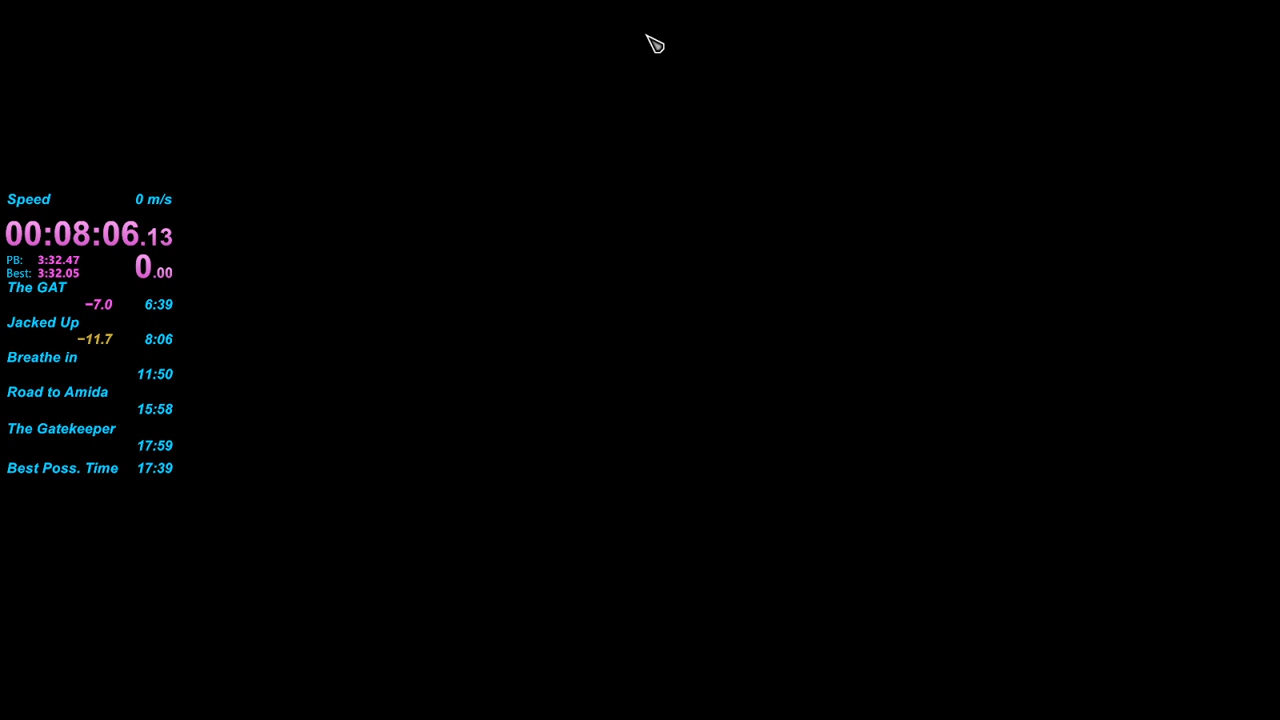 Speed 0 m/s
00:08:06.13
PB: 3:32.47 0.00
Best: 3:32.05
The GAT
−7.0 6:39
Jacked Up
−11.7 8:06
Breathe in
11:50
Road to Amida
15:58
The Gatekeeper
17:59
Best Poss. Time 17:39